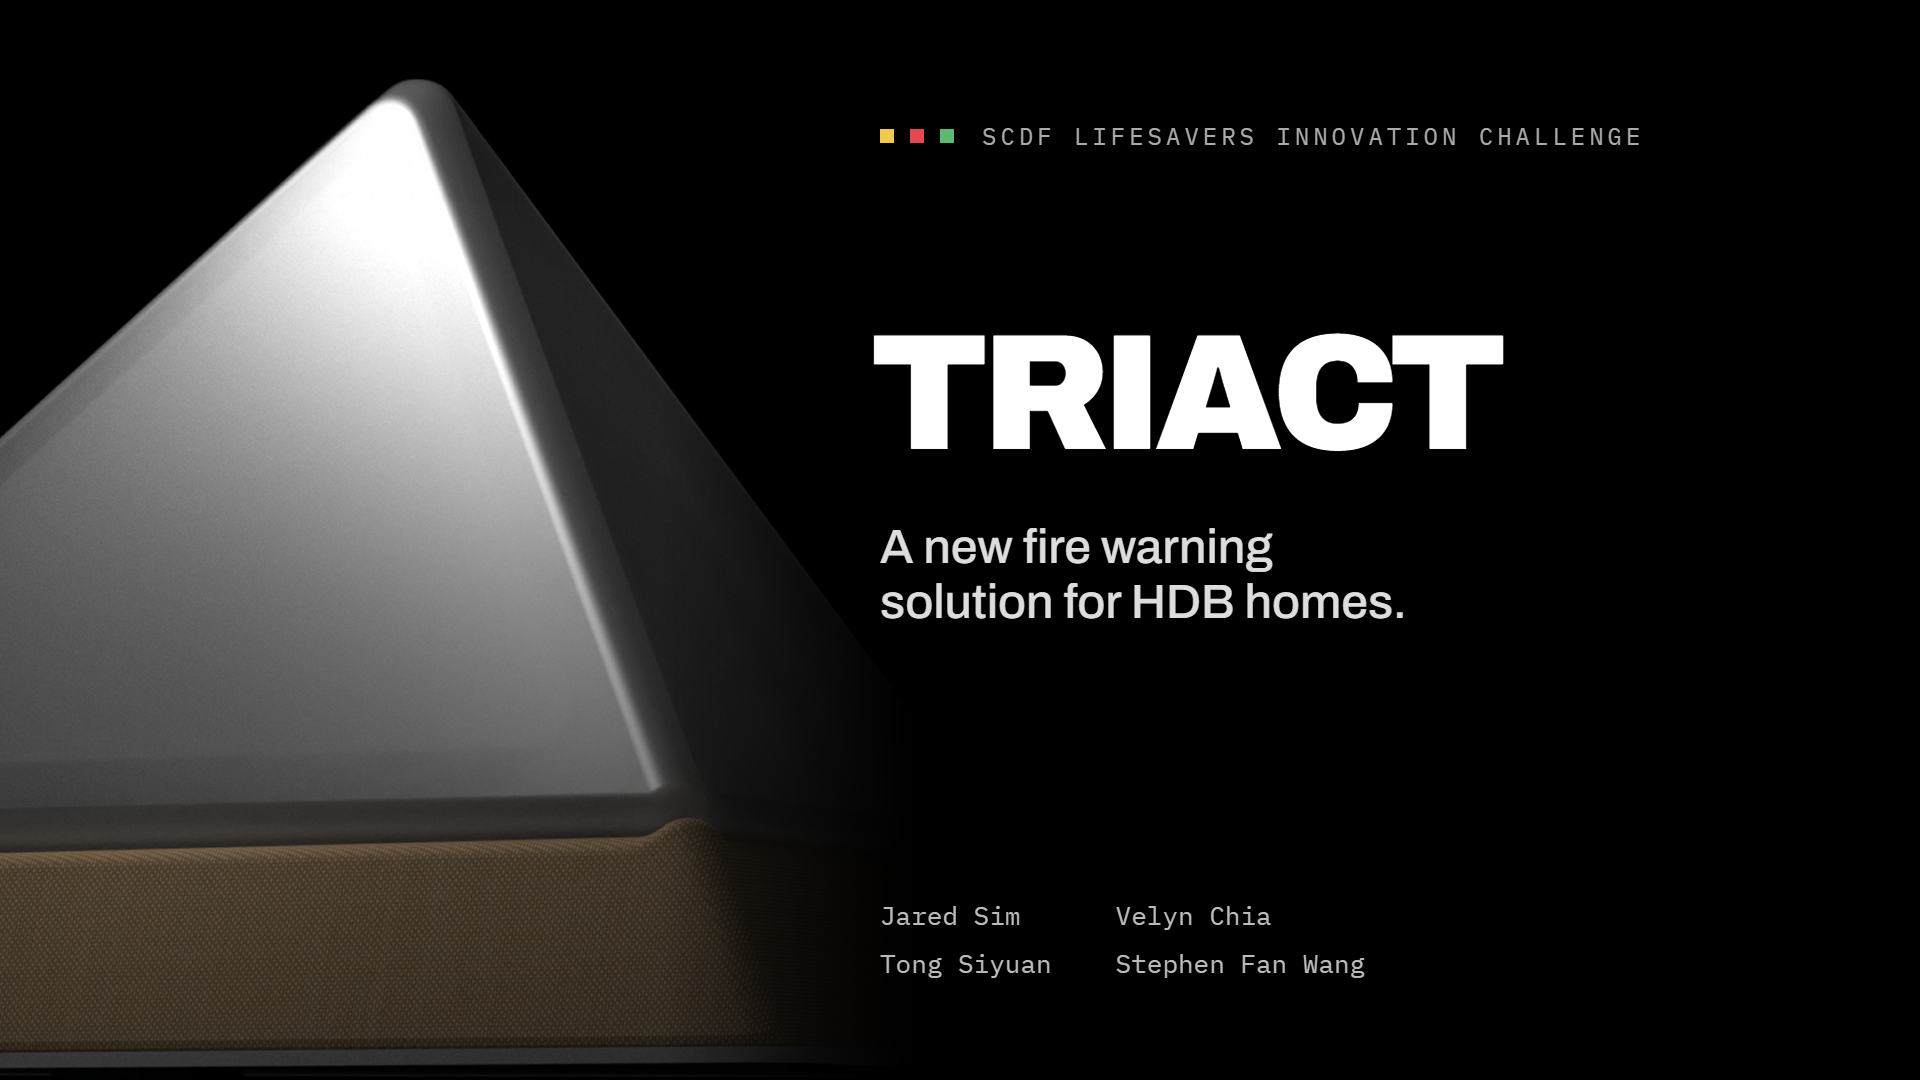 SCDF LIFESAVERS INNOVATION CHALLENGE
TRIACT
A new fire warning
solution for HDB homes.
Jared Sim
Velyn Chia
Tong Siyuan
Stephen Fan Wang